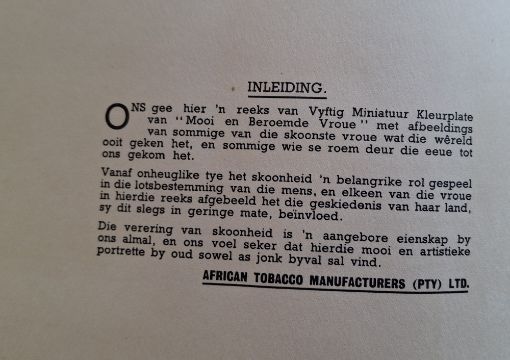 INLEIDING.
ONS gee hier 'n reeks van Vyftig Miniatuur Kleurplate
van "Mooi en Beroemde Vroue" met afbeeldings
van sommige van die skoonste vroue wat die wêreld
ooit geken het, en sommige wie se roem deur die eeue tot
ons gekom het.
Vanaf onheuglike tye het skoonheid 'n belangrike rol gespeel
in die lotsbestemming van die mens, en elkeen van die vroue
in hierdie reeks afgebeeld het die geskiedenis van haar land,
sy dit slegs in geringe mate, beïnvloed.
Die verering van skoonheid is 'n aangebore eienskap by
ons almal, en ons voel seker dat hierdie mooi en artistieke
portrette by oud sowel as jonk byval sal vind.
AFRICAN TOBACCO MANUFACTURERS (PTY) LTD.